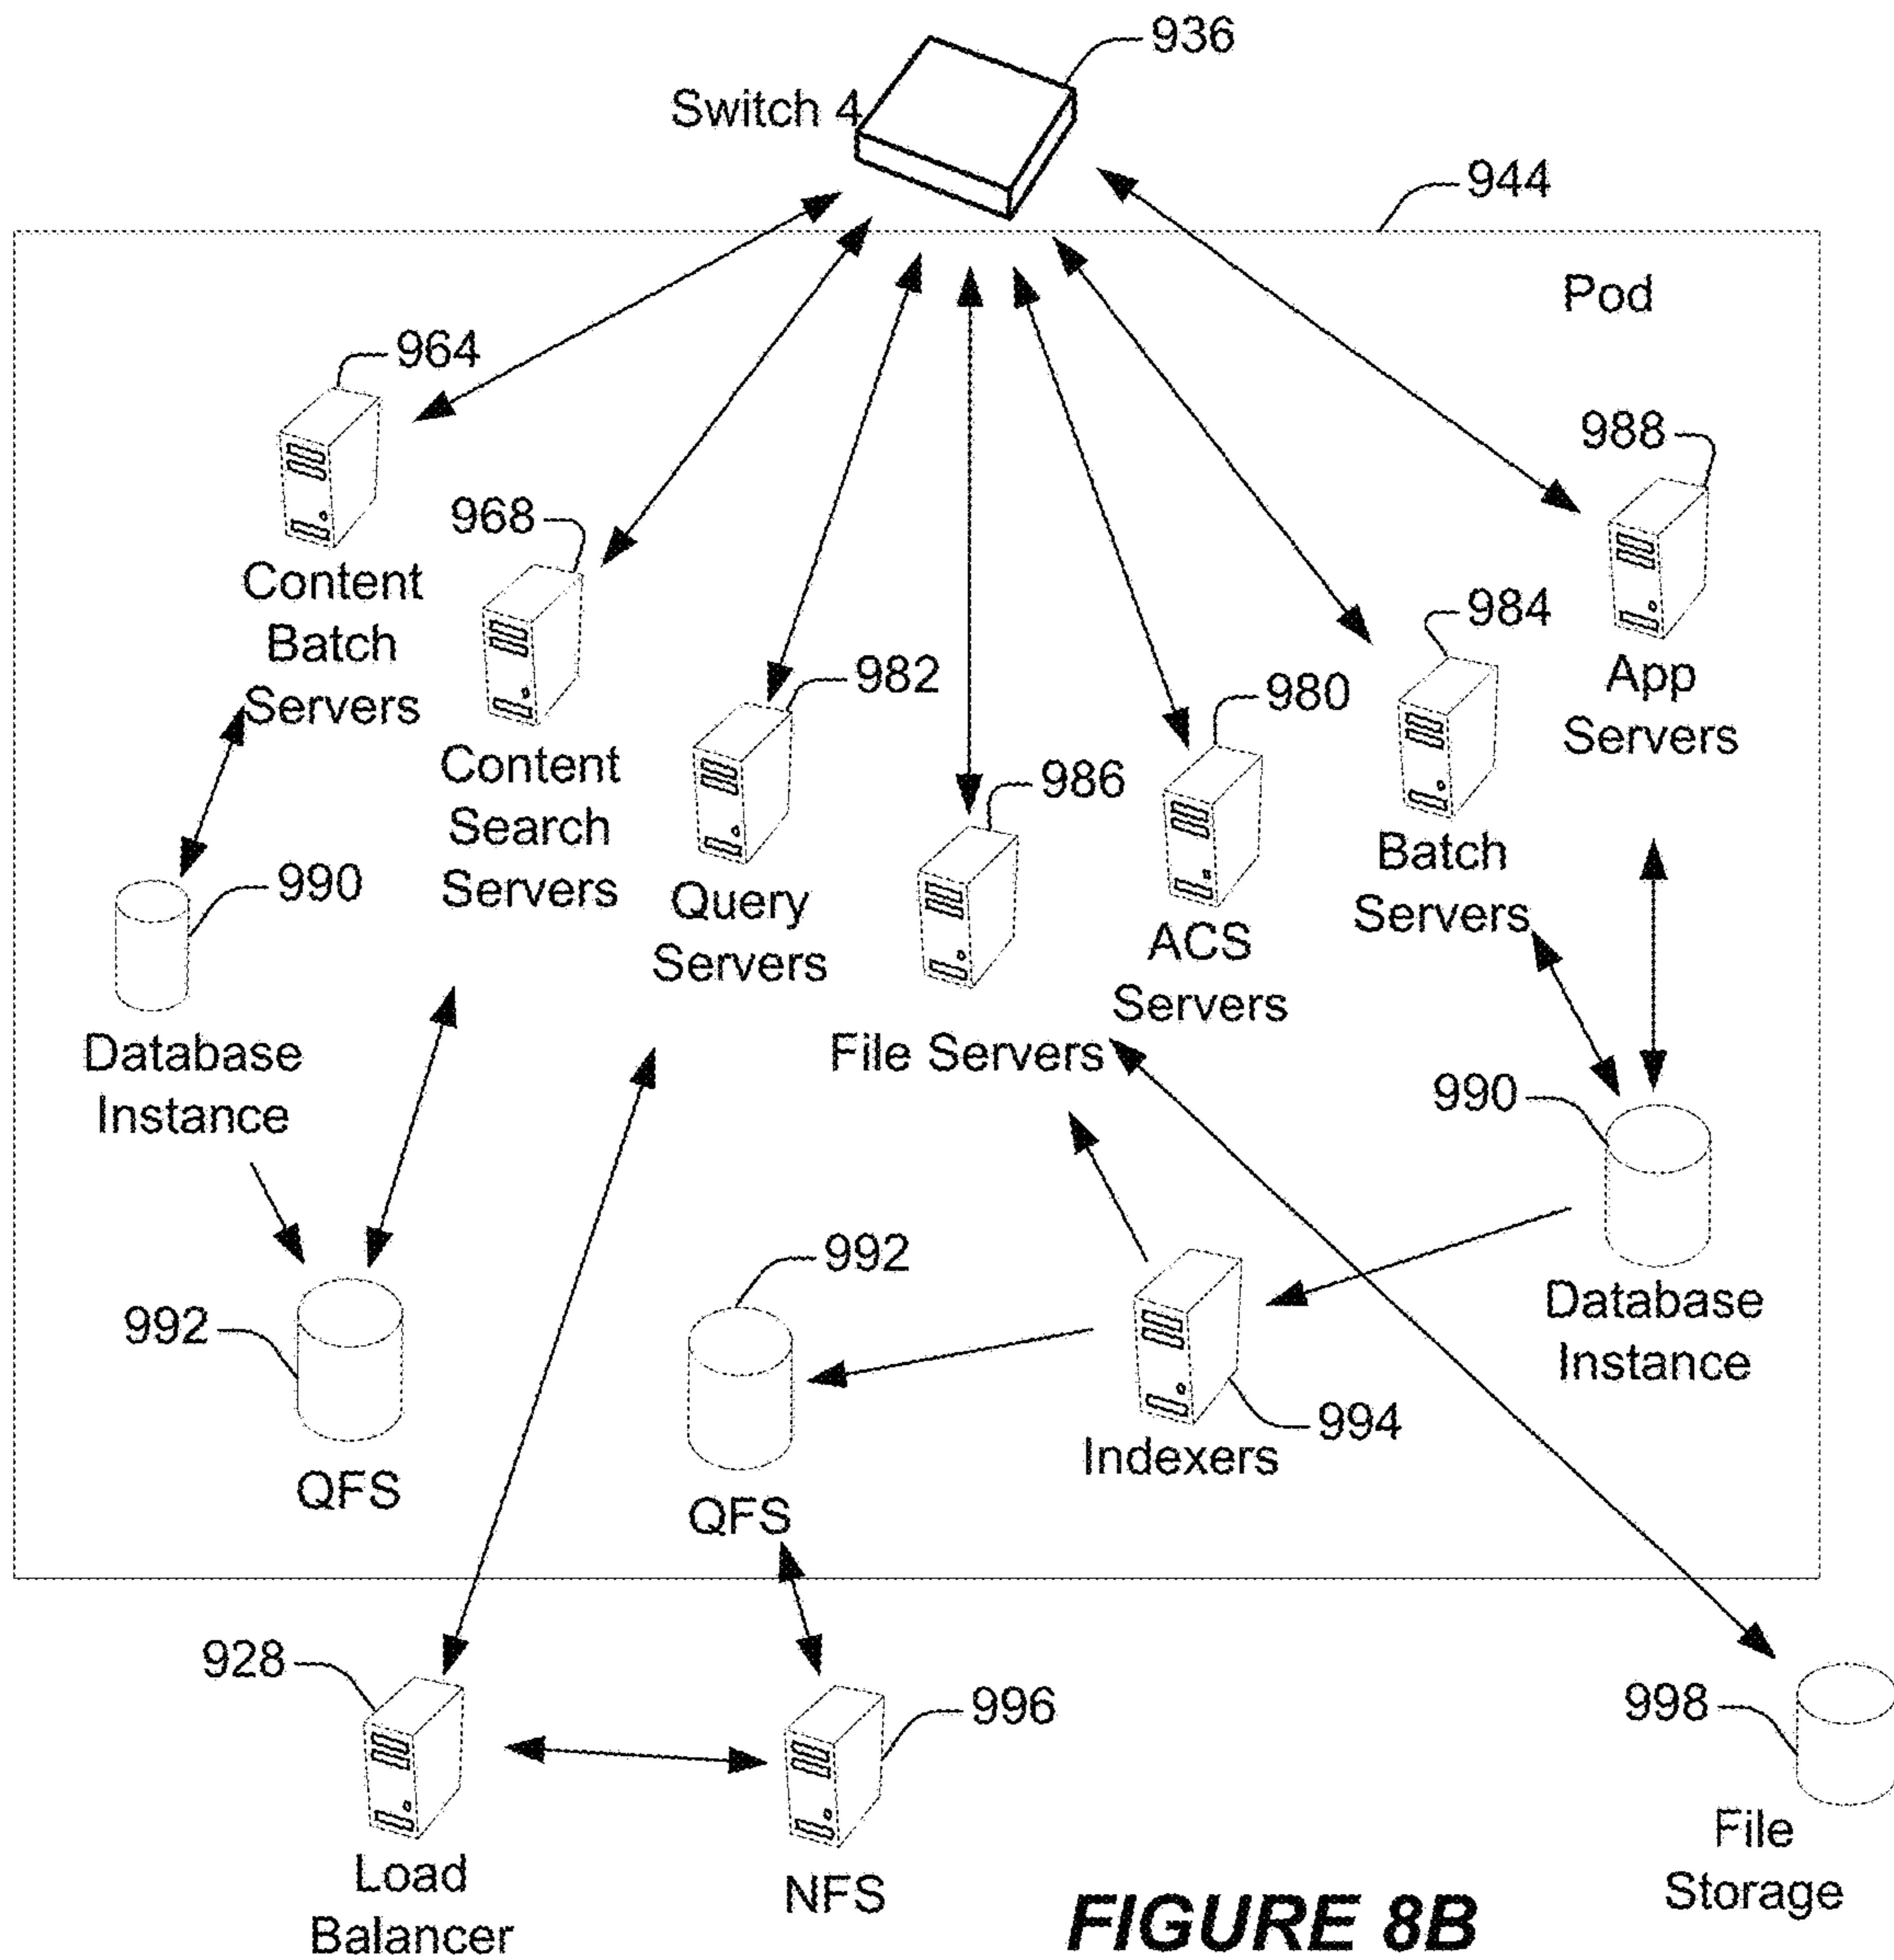 936
Switch 4
944
Pod
964
988
968
Content
Batch
Servers
984
982
980
App
Servers
Content
Search
Servers
986
Batch
Servers
990
Query
Servers
ACS
Servers
Database
Instance
File Servers
990
992
992
Database
Instance
994
Indexers
QFS
QFS
928
996
998
Load
Balancer
NFS
File
Storage
FIGURE 8B